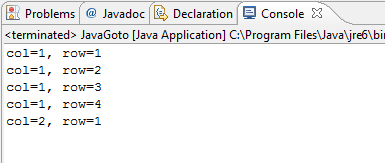 Problems @ Javadoc Declaration Console
<terminated> JavaGoto [Java Application] C:\Program Files\Java\jre6\bin
col=1, row=1
col=1, row=2
col=1, row=3
col=1, row=4
col=2, row=1